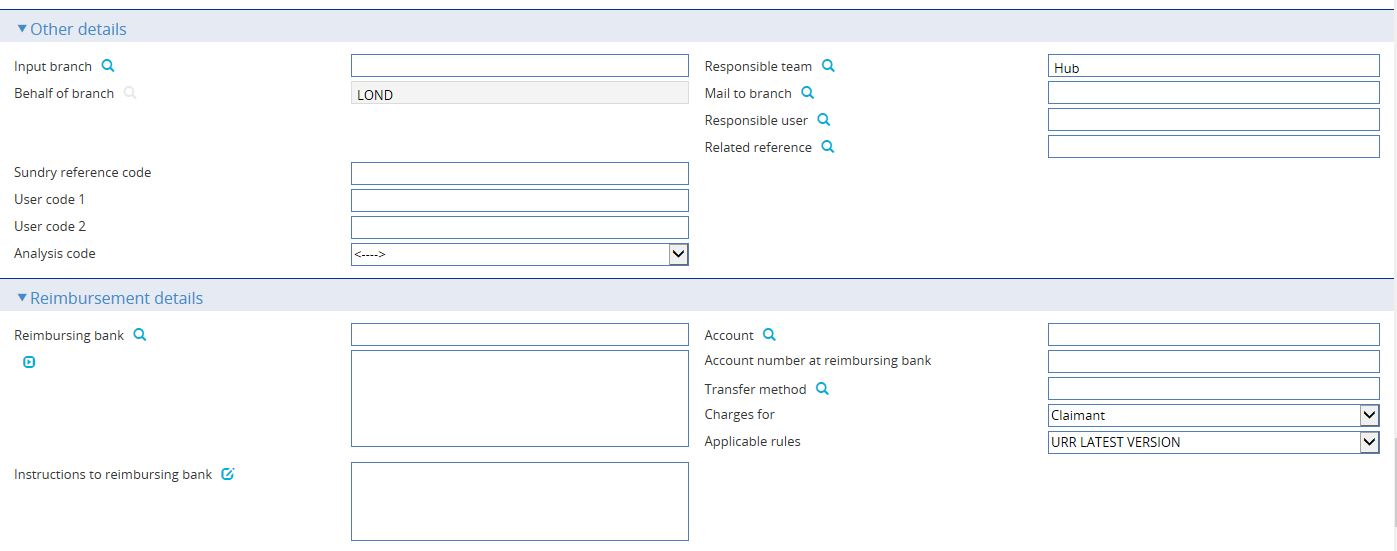 Other details
Input branch
Responsible team
Hub
Behalf of branch
LOND
Mail to branch
Responsible user
Related reference
Sundry reference code
User code 1
User code 2
Analysis code
<---->
Reimbursement details
Reimbursing bank
Account
Account number at reimbursing bank
Transfer method
Charges for
Claimant
Applicable rules
URR LATEST VERSION
Instructions to reimbursing bank